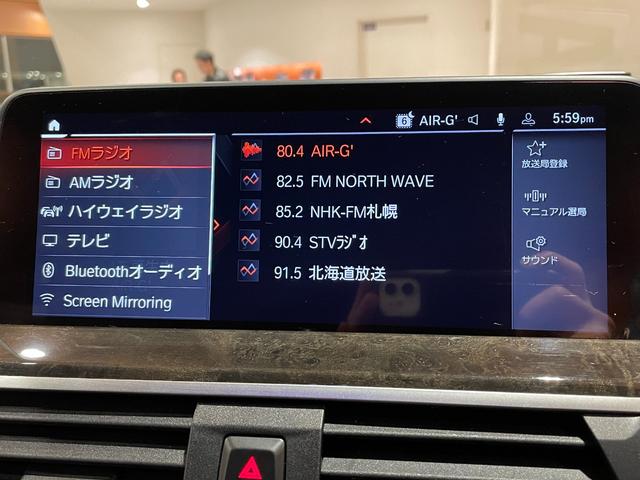 AIR-G' 5:59pm
FMラジオ
AMラジオ
ハイウェイラジオ
テレビ
Bluetoothオーディオ
Screen Mirroring
80.4 AIR-G'
82.5 FM NORTH WAVE
85.2 NHK-FM札幌
90.4 STVﾗｼﾞｵ
91.5 北海道放送
放送局登録
マニュアル選局
サウンド